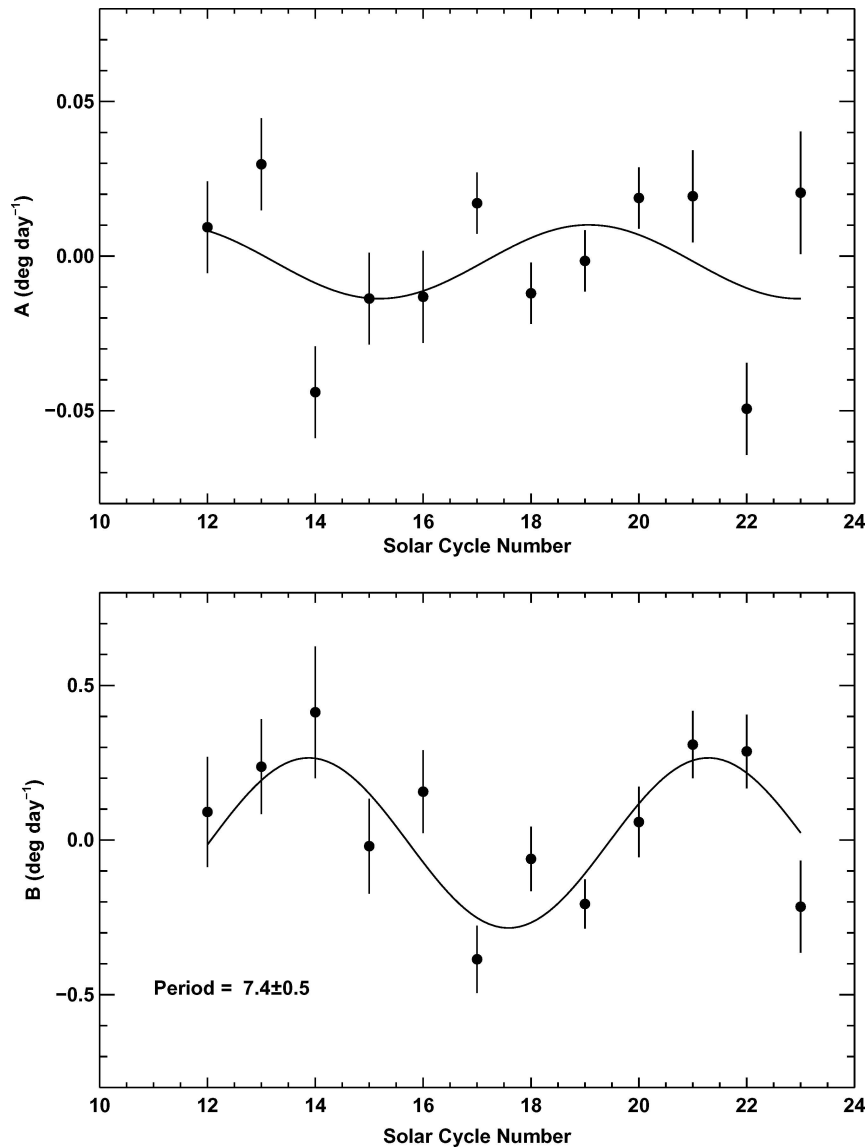 A (deg day⁻¹)
0.05
0.00
−0.05
10 12 14 16 18 20 22 24
Solar Cycle Number
B (deg day⁻¹)
0.5
0.0
−0.5
Period = 7.4±0.5
10 12 14 16 18 20 22 24
Solar Cycle Number